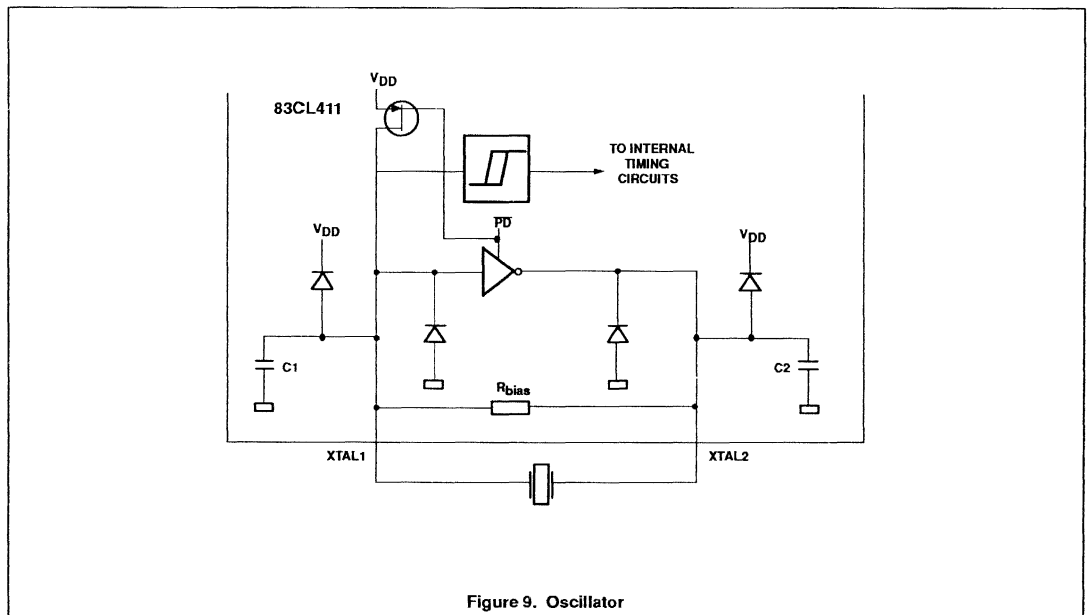 VDD
83CL411
TO INTERNAL
TIMING
CIRCUITS
PD
VDD
VDD
C1
C2
Rbias
XTAL1
XTAL2
Figure 9. Oscillator